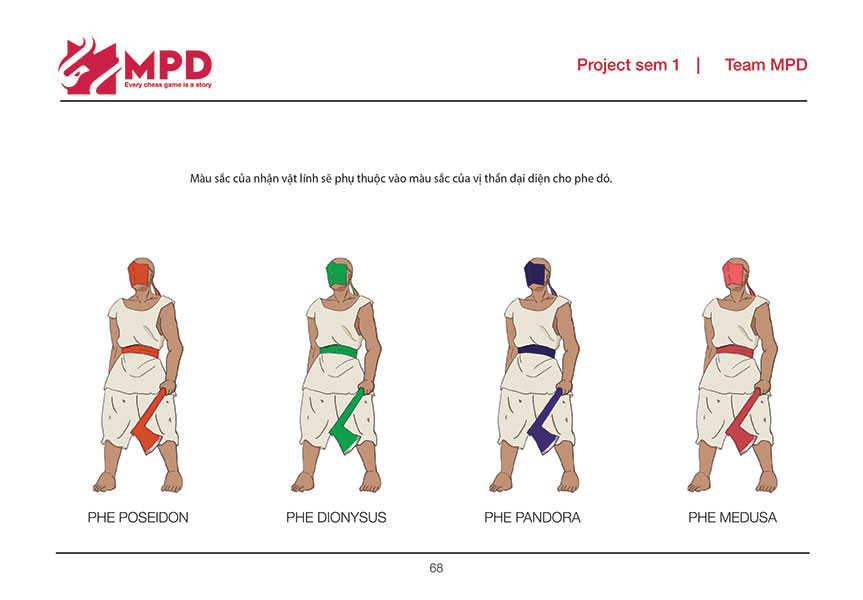 MPD
Every chess game is a story
Project sem 1 | Team MPD
Màu sắc của nhận vật lính sẽ phụ thuộc vào màu sắc của vị thần dại diện cho phe đó.
PHE POSEIDON
PHE DIONYSUS
PHE PANDORA
PHE MEDUSA
68